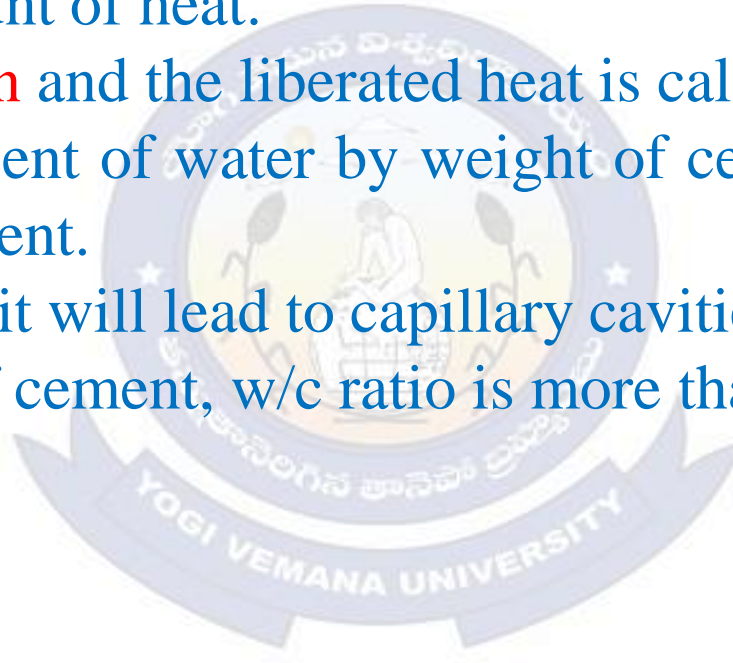 unt of heat.
n and the liberated heat is cal
ent of water by weight of ce
ent.
it will lead to capillary cavitie
f cement, w/c ratio is more tha
YOGI VEMANA UNIVERSITY